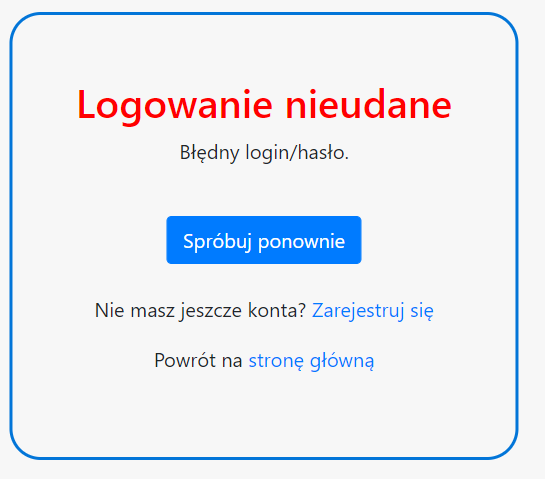 Logowanie nieudane
Błędny login/hasło.
Spróbuj ponownie
Nie masz jeszcze konta? Zarejestruj się
Powrót na stronę główną